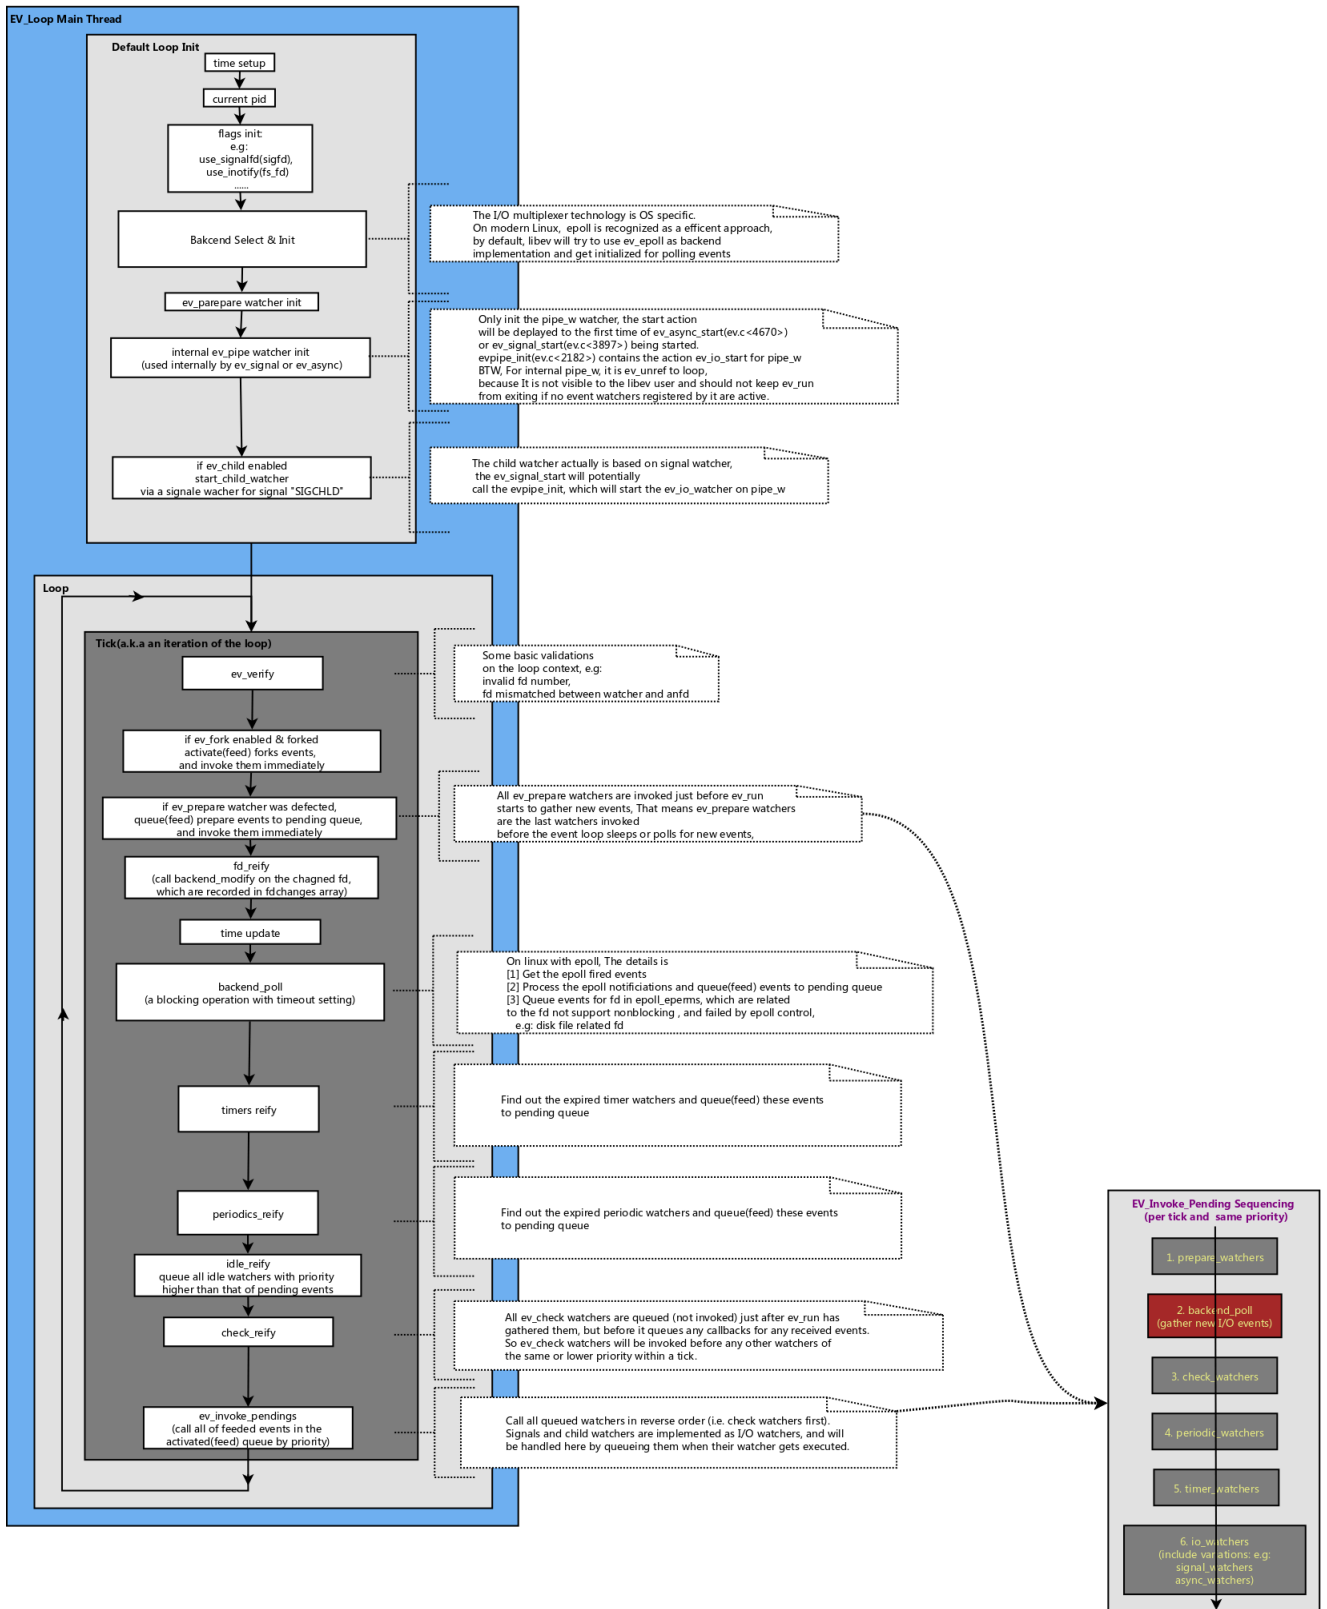 EV_Loop Main Thread
Default Loop Init
time setup
current pid
flags init:
e.g:
use_signalfd(sigfd),
use_inotify(fs_fd)
......
Bakcend Select & Init
The I/O multiplexer technology is OS specific.
On modern Linux, epoll is recognized as a efficent approach,
by default, libev will try to use ev_epoll as backend
implementation and get initialized for polling events
ev_parepare watcher init
internal ev_pipe watcher init
(used internally by ev_signal or ev_async)
Only init the pipe_w watcher, the start action
will be deplayed to the first time of ev_async_start(ev.c<4670>)
or ev_signal_start(ev.c<3897>) being started.
evpipe_init(ev.c<2182>) contains the action ev_io_start for pipe_w
BTW, For internal pipe_w, it is ev_unref to loop,
because It is not visible to the libev user and should not keep ev_run
from exiting if no event watchers registered by it are active.
if ev_child enabled
start_child_watcher
via a signale wacher for signal "SIGCHLD"
The child watcher actually is based on signal watcher,
the ev_signal_start will potentially
call the evpipe_init, which will start the ev_io_watcher on pipe_w
Loop
Tick(a.k.a an iteration of the loop)
ev_verify
Some basic validations
on the loop context, e.g:
invalid fd number,
fd mismatched between watcher and anfd
if ev_fork enabled & forked
activate(feed) forks events,
and invoke them immediately
if ev_prepare watcher was defected,
queue(feed) prepare events to pending queue,
and invoke them immediately
All ev_prepare watchers are invoked just before ev_run
starts to gather new events, That means ev_prepare watchers
are the last watchers invoked
before the event loop sleeps or polls for new events,
fd_reify
(call backend_modify on the chagned fd,
which are recorded in fdchanges array)
time update
backend_poll
(a blocking operation with timeout setting)
On linux with epoll, The details is
[1] Get the epoll fired events
[2] Process the epoll notificiations and queue(feed) events to pending queue
[3] Queue events for fd in epoll_eperms, which are related
to the fd not support nonblocking , and failed by epoll control,
e.g: disk file related fd
timers reify
Find out the expired timer watchers and queue(feed) these events
to pending queue
periodics_reify
Find out the expired periodic watchers and queue(feed) these events
to pending queue
idle_reify
queue all idle watchers with priority
higher than that of pending events
check_reify
All ev_check watchers are queued (not invoked) just after ev_run has
gathered them, but before it queues any callbacks for any received events.
So ev_check watchers will be invoked before any other watchers of
the same or lower priority within a tick.
ev_invoke_pendings
(call all of feeded events in the
activated(feed) queue by priority)
Call all queued watchers in reverse order (i.e. check watchers first).
Signals and child watchers are implemented as I/O watchers, and will
be handled here by queueing them when their watcher gets executed.
EV_Invoke_Pending Sequencing
(per tick and same priority)
1. prepare_watchers
2. backend_poll
(gather new I/O events)
3. check_watchers
4. periodic_watchers
5. timer_watchers
6. io_watchers
(include variations: e.g:
signal_watchers
async_watchers)